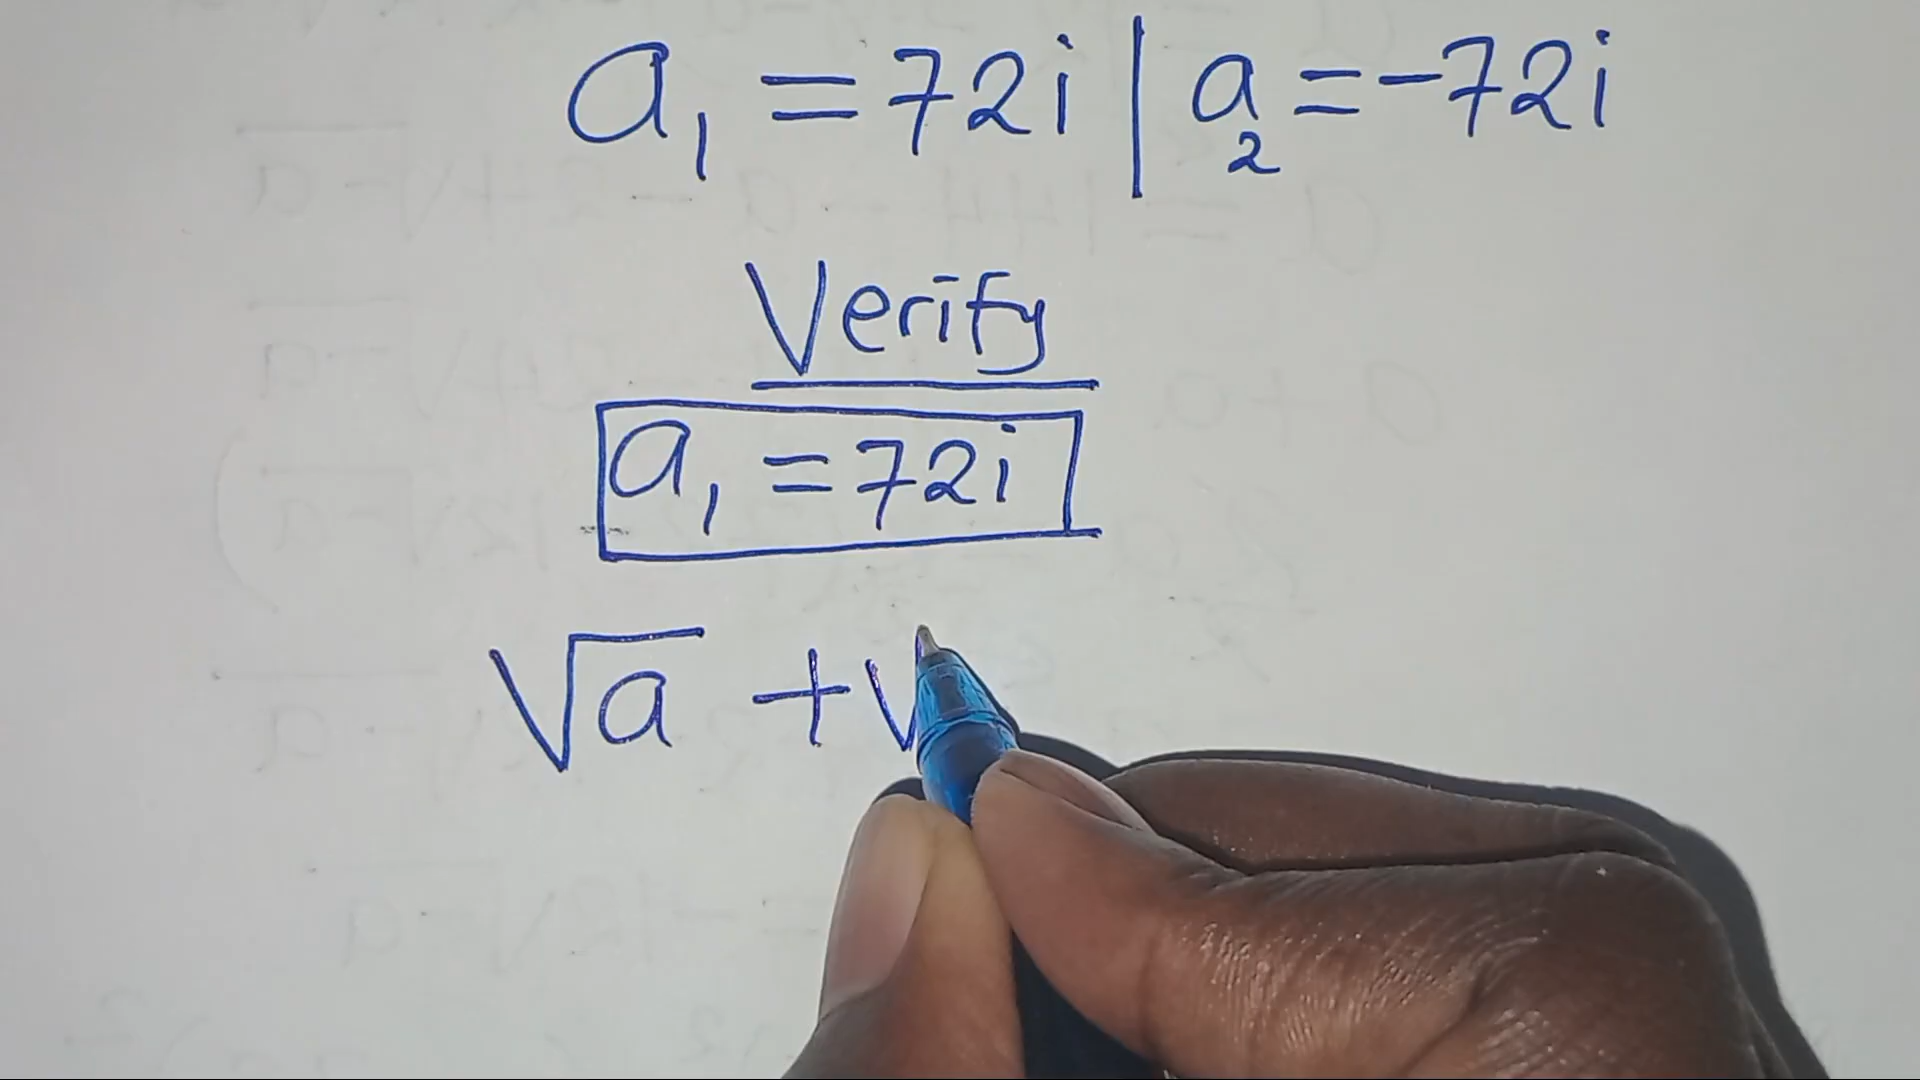 a₁ = 72i | a₂ = -72i
Verify
a₁ = 72i
√a + √